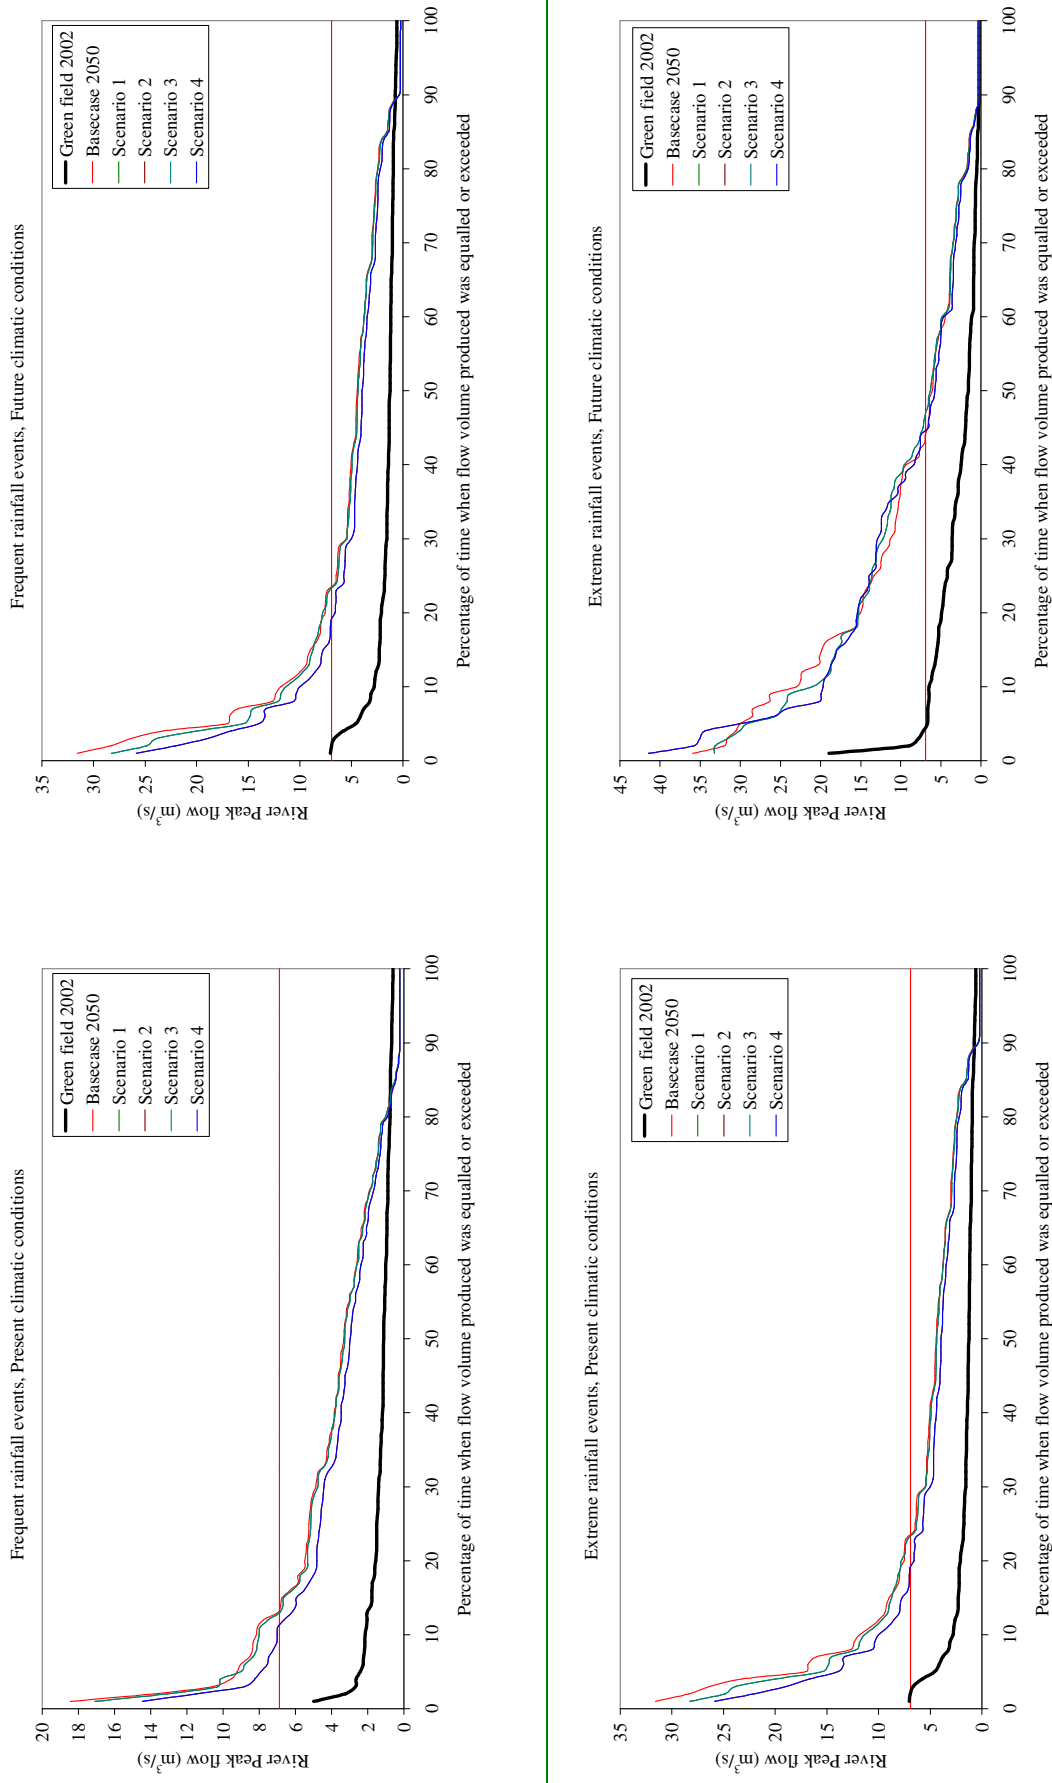 Frequent rainfall events, Present climatic conditions
River Peak flow (m³/s)
20
18
16
14
12
10
8
6
4
2
0
Green field 2002
Basecase 2050
Scenario 1
Scenario 2
Scenario 3
Scenario 4
0 10 20 30 40 50 60 70 80 90 100
Percentage of time when flow volume produced was equalled or exceeded
Frequent rainfall events, Future climatic conditions
River Peak flow (m³/s)
35
30
25
20
15
10
5
0
Green field 2002
Basecase 2050
Scenario 1
Scenario 2
Scenario 3
Scenario 4
0 10 20 30 40 50 60 70 80 90 100
Percentage of time when flow volume produced was equalled or exceeded
Extreme rainfall events, Present climatic conditions
River Peak flow (m³/s)
35
30
25
20
15
10
5
0
Green field 2002
Basecase 2050
Scenario 1
Scenario 2
Scenario 3
Scenario 4
0 10 20 30 40 50 60 70 80 90 100
Percentage of time when flow volume produced was equalled or exceeded
Extreme rainfall events, Future climatic conditions
River Peak flow (m³/s)
45
40
35
30
25
20
15
10
5
0
Green field 2002
Basecase 2050
Scenario 1
Scenario 2
Scenario 3
Scenario 4
0 10 20 30 40 50 60 70 80 90 100
Percentage of time when flow volume produced was equalled or exceeded